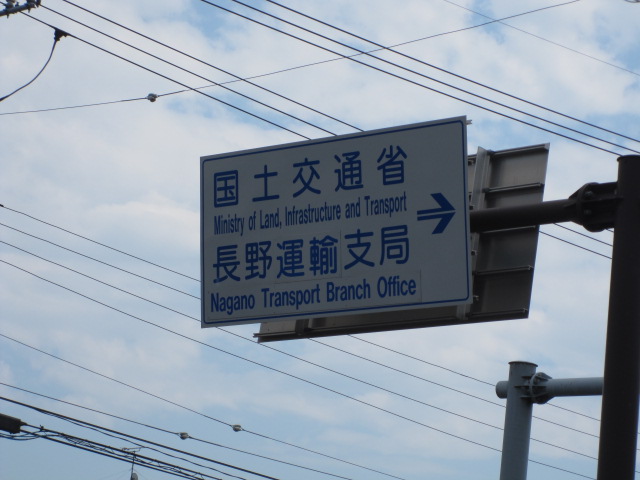 国土交通省
Ministry of Land, Infrastructure and Transport
長野運輸支局
Nagano Transport Branch Office